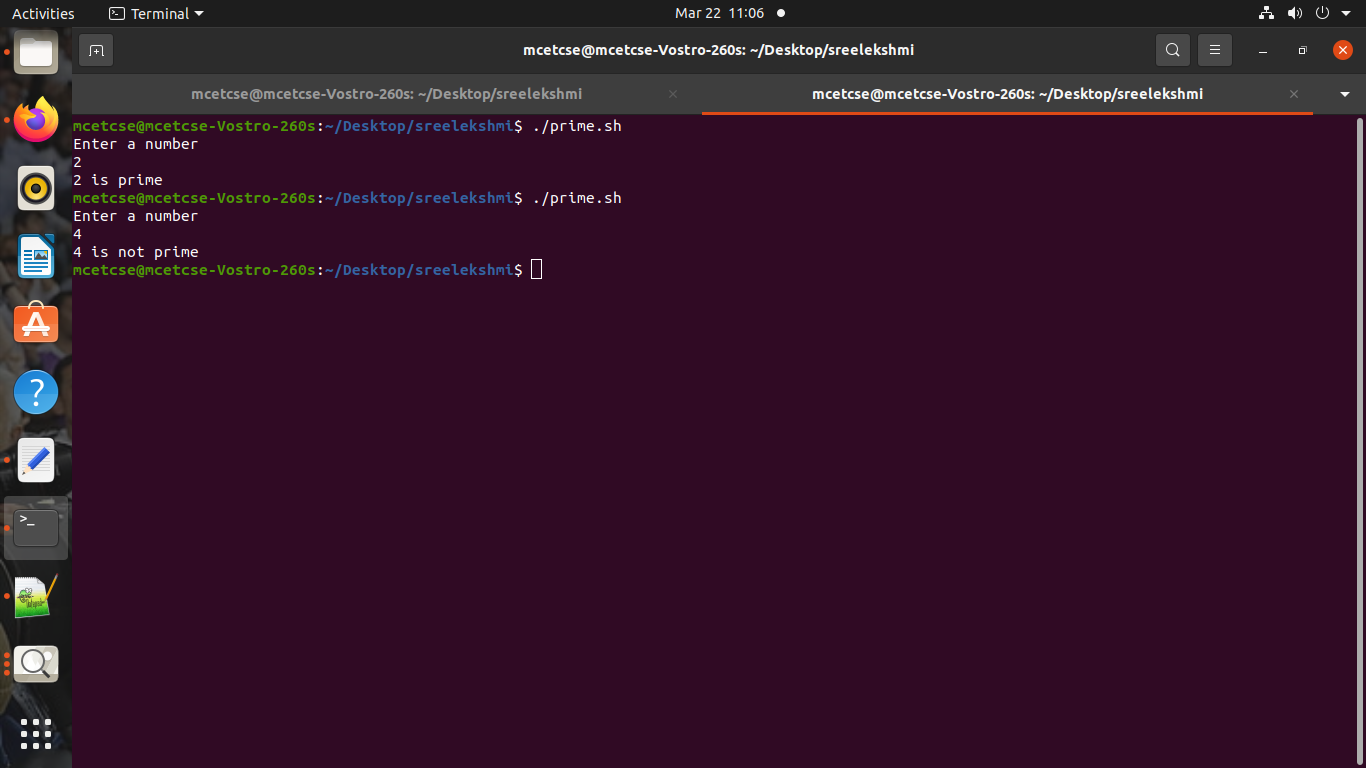 Activities
Terminal
Mar 22 11:06
mcetcse@mcetcse-Vostro-260s: ~/Desktop/sreelekshmi
mcetcse@mcetcse-Vostro-260s: ~/Desktop/sreelekshmi
mcetcse@mcetcse-Vostro-260s: ~/Desktop/sreelekshmi
mcetcse@mcetcse-Vostro-260s:~/Desktop/sreelekshmi$ ./prime.sh
Enter a number
2
2 is prime
mcetcse@mcetcse-Vostro-260s:~/Desktop/sreelekshmi$ ./prime.sh
Enter a number
4
4 is not prime
mcetcse@mcetcse-Vostro-260s:~/Desktop/sreelekshmi$